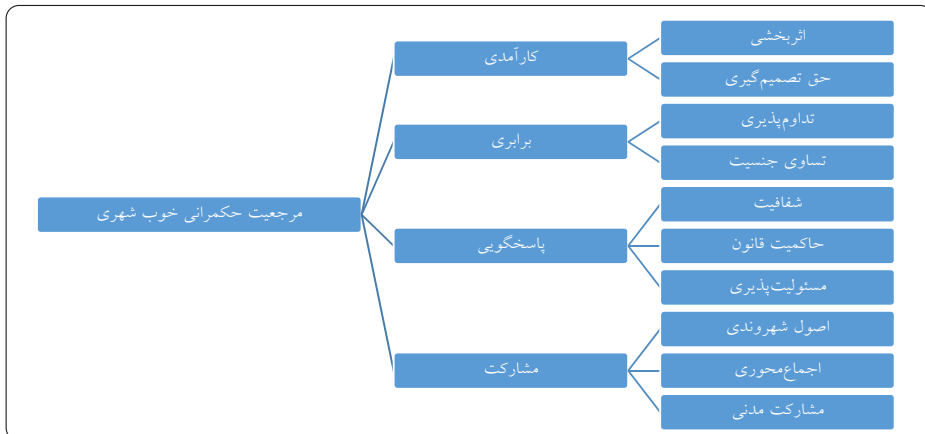 مرجعیت حکمرانی خوب شهری
کارآمدی
اثربخشی
حق تصمیم‌گیری
برابری
تداوم‌پذیری
تساوی جنسیت
پاسخگویی
شفافیت
حاکمیت قانون
مسئولیت‌پذیری
مشارکت
اصول شهروندی
اجماع‌محوری
مشارکت مدنی